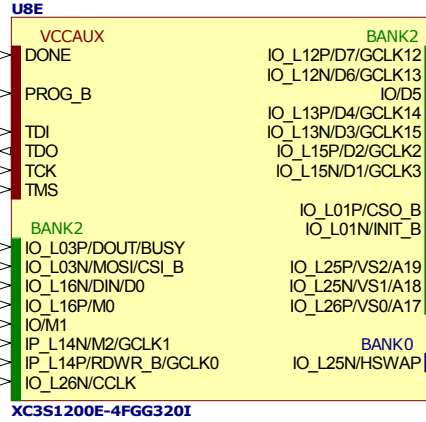 U8E
VCCAUX
DONE
PROG_B
TDI
TDO
TCK
TMS
BANK2
IO_L03P/DOUT/BUSY
IO_L03N/MOSI/CSI_B
IO_L16N/DIN/D0
IO_L16P/M0
IO/M1
IP_L14N/M2/GCLK1
IP_L14P/RDWR_B/GCLK0
IO_L26N/CCLK
BANK2
IO_L12P/D7/GCLK12
IO_L12N/D6/GCLK13
IO/D5
IO_L13P/D4/GCLK14
IO_L13N/D3/GCLK15
IO_L15P/D2/GCLK2
IO_L15N/D1/GCLK3
IO_L01P/CSO_B
IO_L01N/INIT_B
IO_L25P/VS2/A19
IO_L25N/VS1/A18
IO_L26P/VS0/A17
BANK0
IO_L25N/HSWAP
XC3S1200E-4FGG320I